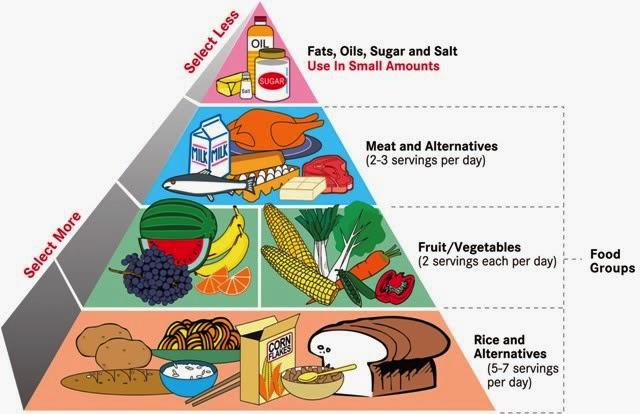 Select Less
OIL
SUGAR
Salt
Fats, Oils, Sugar and Salt
Use In Small Amounts
MILK
MILK
Meat and Alternatives
(2-3 servings per day)
Select More
Fruit/Vegetables
(2 servings each per day)
Food
Groups
CORN
FLAKES
Rice and
Alternatives
(5-7 servings
per day)